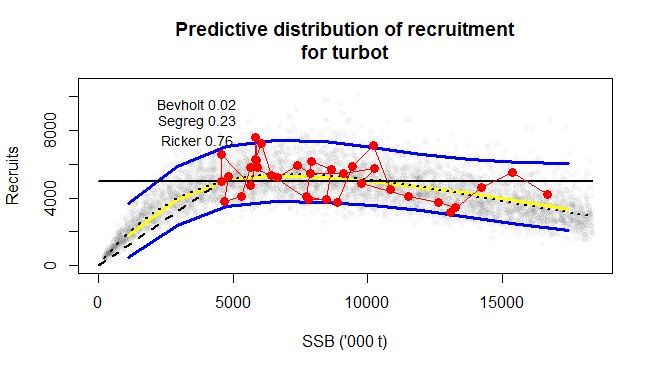 Predictive distribution of recruitment
for turbot
Bevholt 0.02
Segreg 0.23
Ricker 0.76
Recruits
8000
4000
0
0
5000
10000
15000
SSB ('000 t)